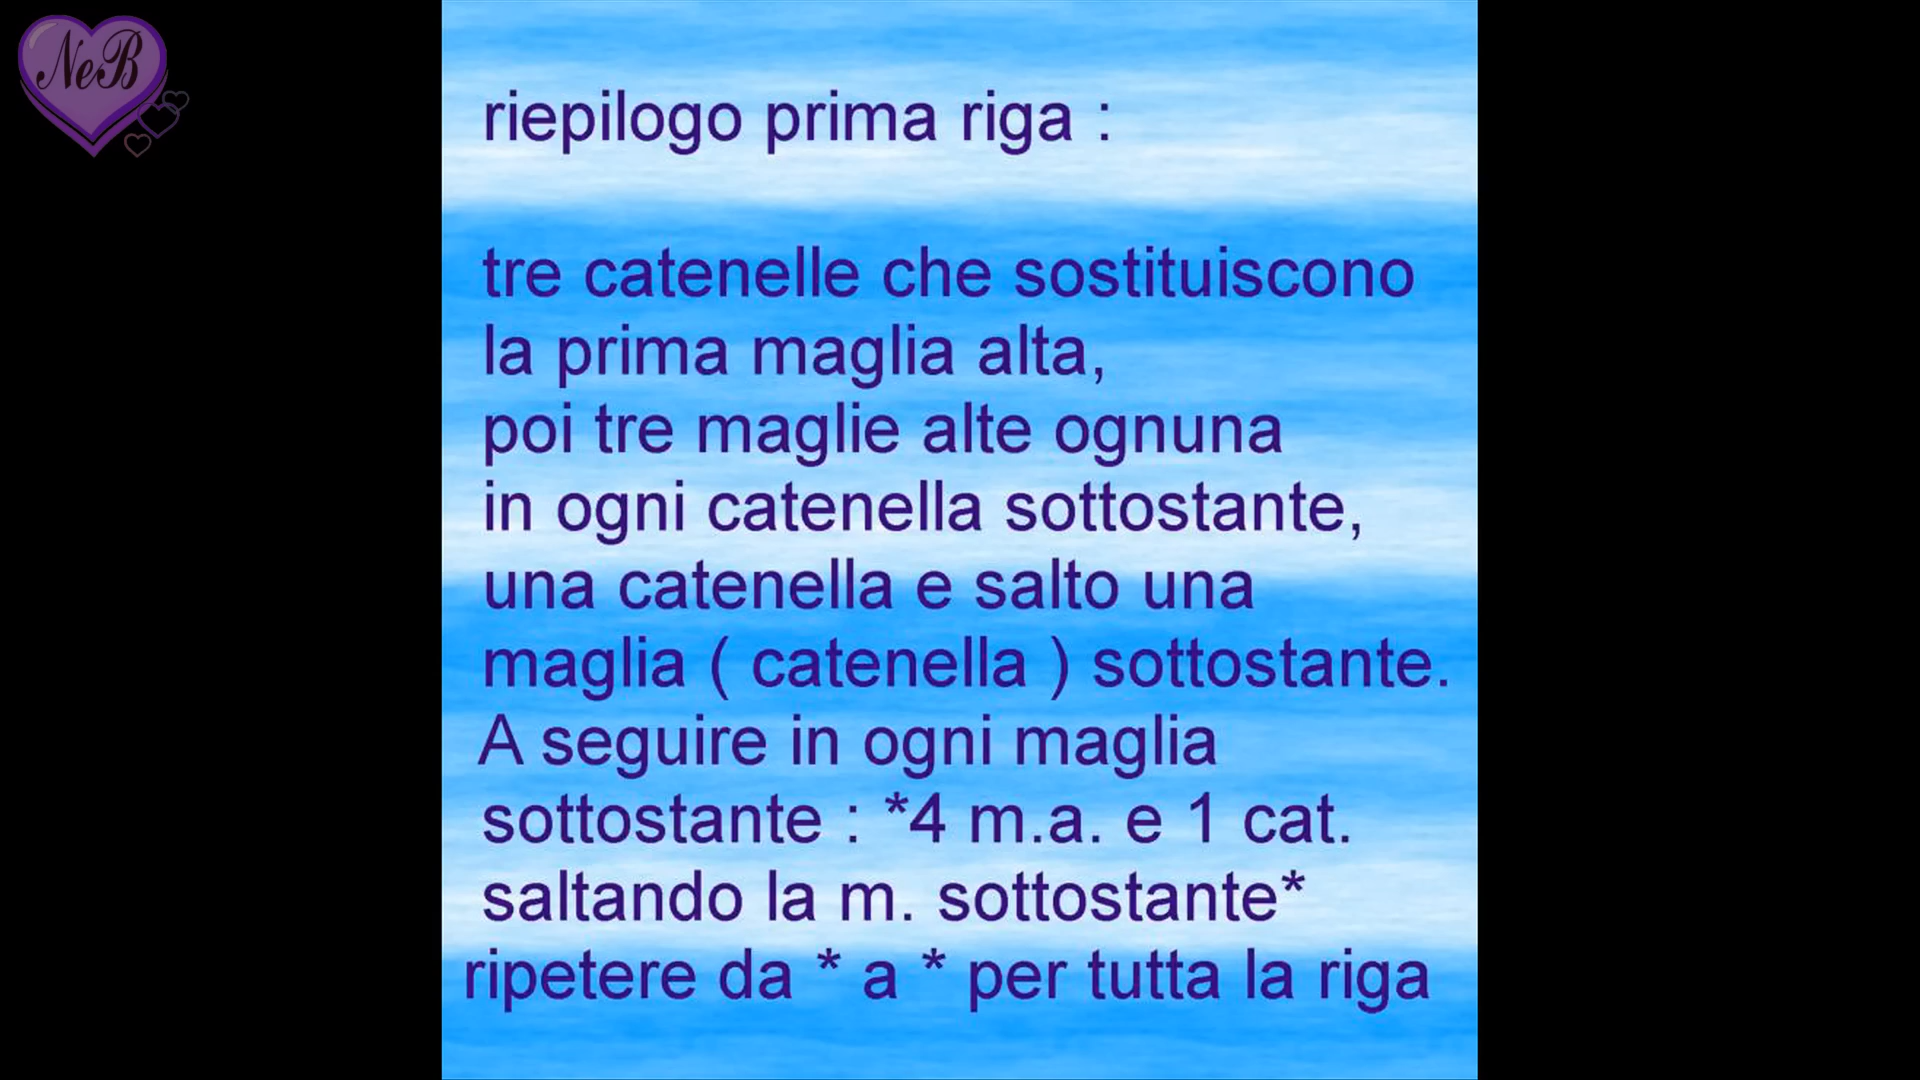 NeB
riepilogo prima riga :
tre catenelle che sostituiscono
la prima maglia alta,
poi tre maglie alte ognuna
in ogni catenella sottostante,
una catenella e salto una
maglia ( catenella ) sottostante.
A seguire in ogni maglia
sottostante : *4 m.a. e 1 cat.
saltando la m. sottostante*
ripetere da * a * per tutta la riga